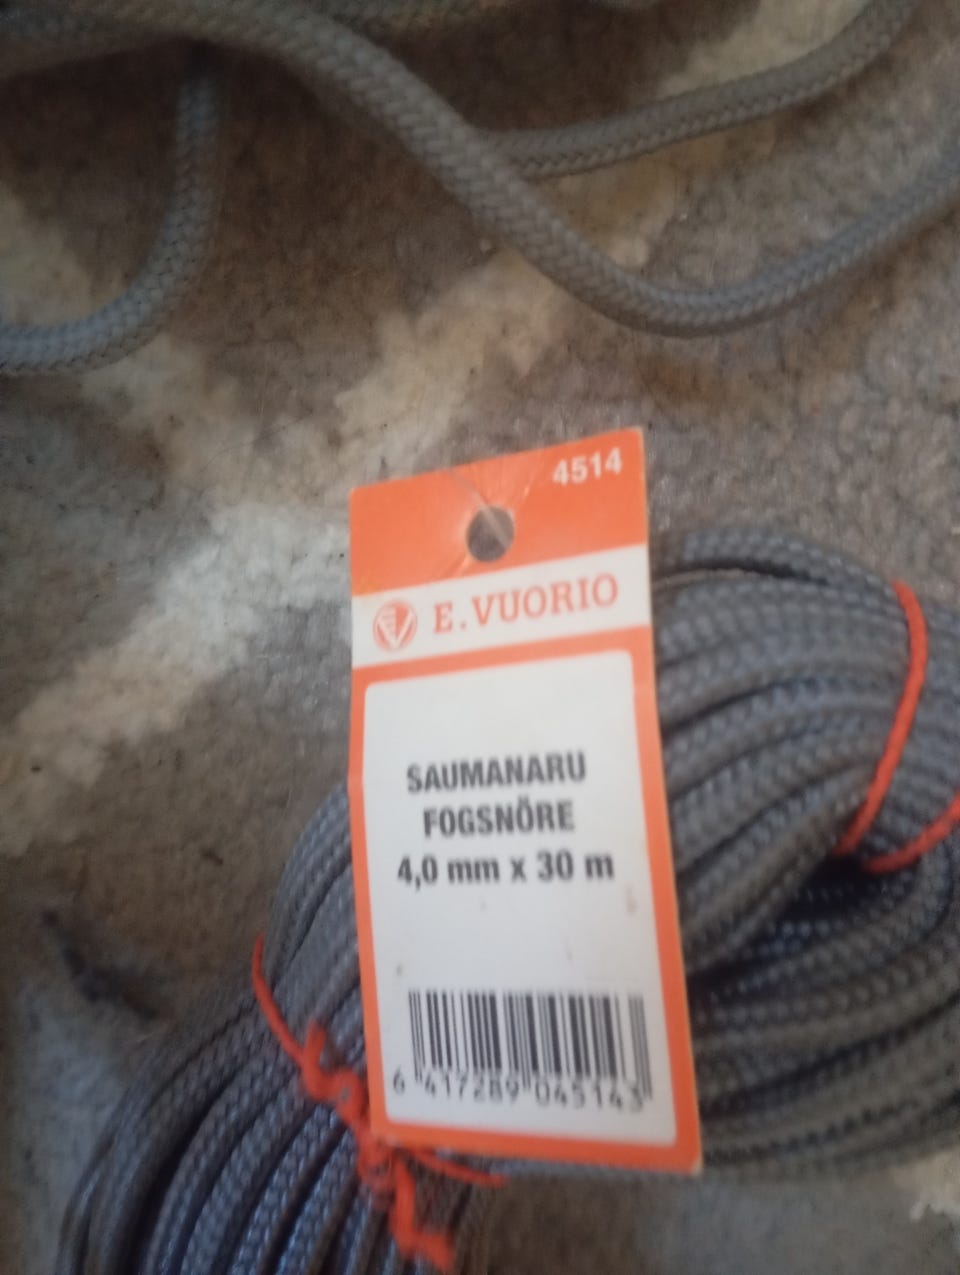 4514
E.VUORIO
SAUMANARU
FOGSNÖRE
4,0 mm x 30 m
6 417289 045143